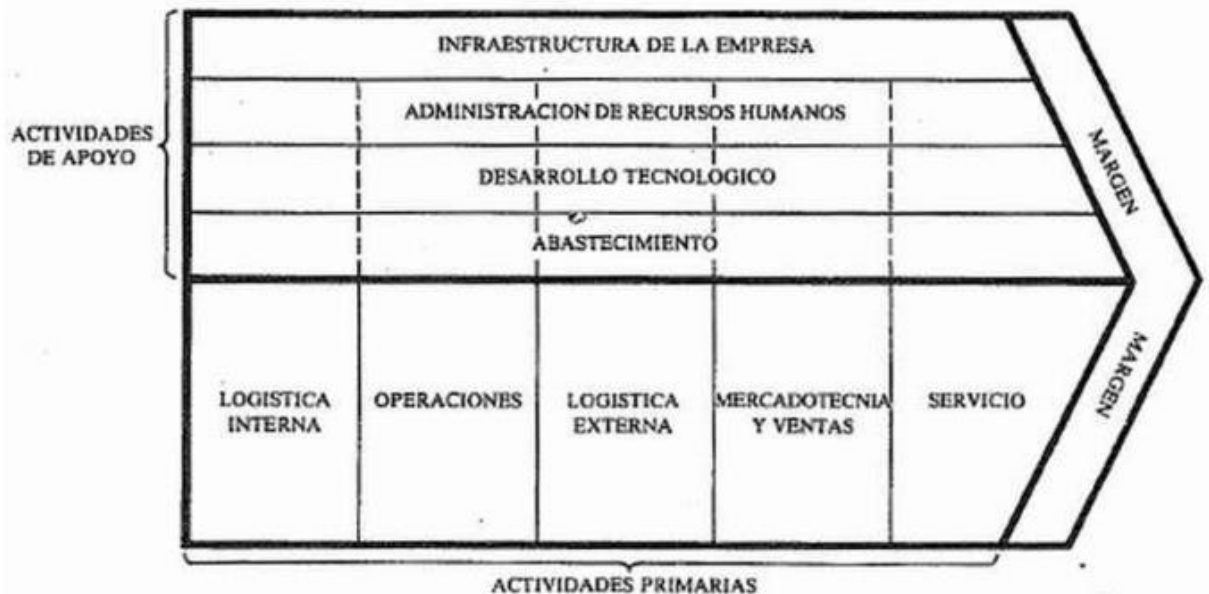 INFRAESTRUCTURA DE LA EMPRESA
ADMINISTRACION DE RECURSOS HUMANOS
ACTIVIDADES
DE APOYO
DESARROLLO TECNOLOGICO
ABASTECIMIENTO
MARGEN
LOGISTICA
INTERNA
OPERACIONES
LOGISTICA
EXTERNA
MERCADOTECNIA
Y VENTAS
SERVICIO
MARGEN
ACTIVIDADES PRIMARIAS